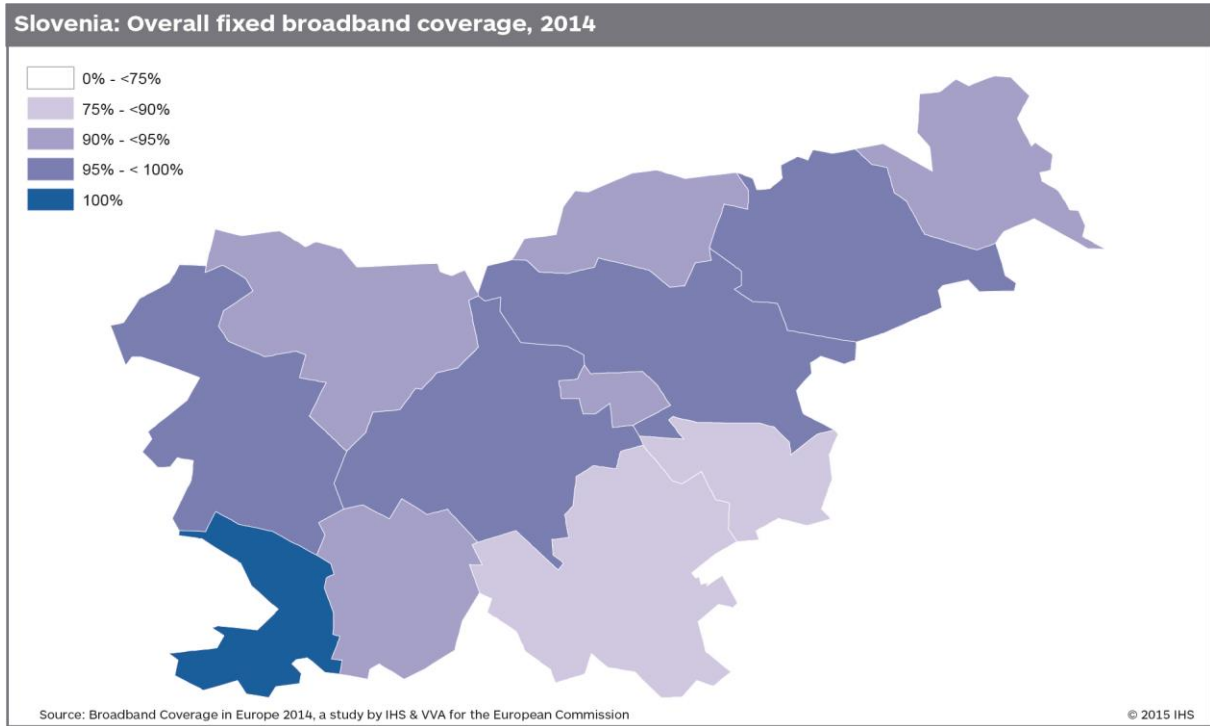 Slovenia: Overall fixed broadband coverage, 2014
0% - <75%
75% - <90%
90% - <95%
95% - < 100%
100%
Source: Broadband Coverage in Europe 2014, a study by IHS & VVA for the European Commission
© 2015 IHS